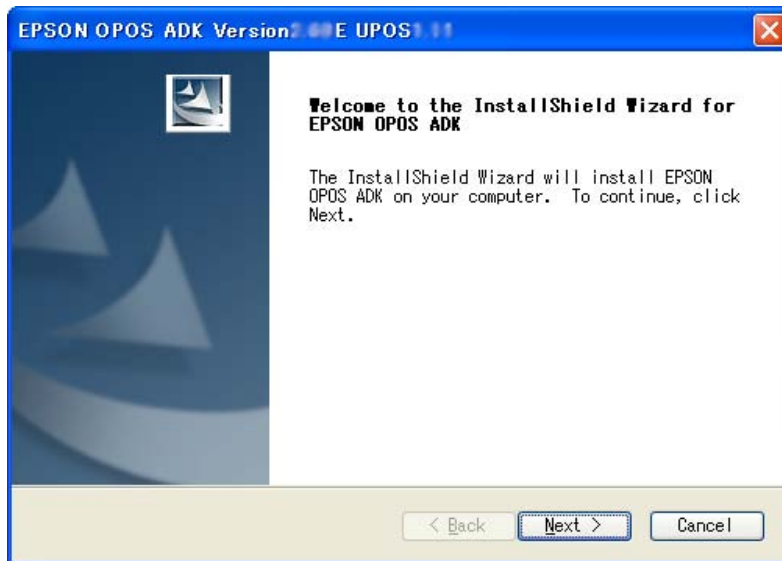 EPSON OPOS ADK Version E UPOS
Welcome to the InstallShield Wizard for
EPSON OPOS ADK
The InstallShield Wizard will install EPSON
OPOS ADK on your computer. To continue, click
Next.
< Back Next > Cancel